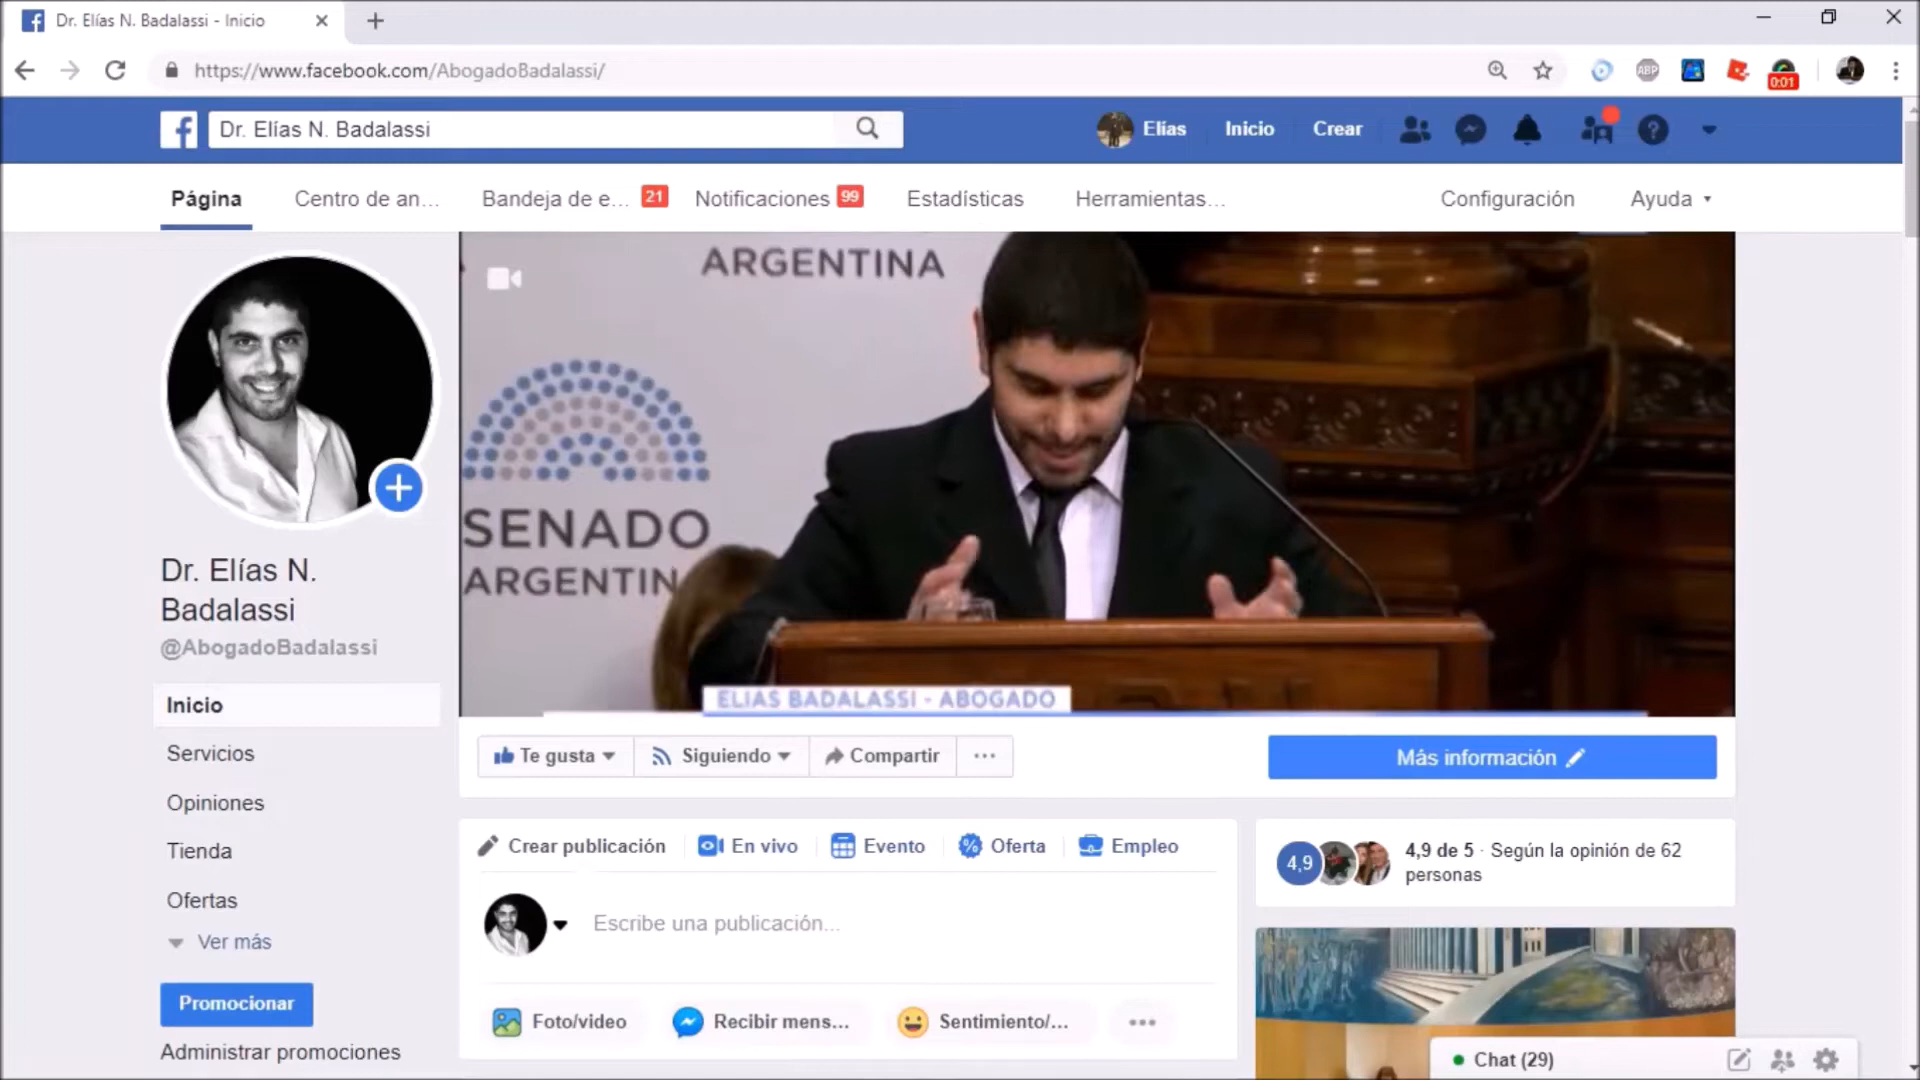 Dr. Elías N. Badalassi - Inicio
https://www.facebook.com/AbogadoBadalassi/
ABP
0:01
Dr. Elías N. Badalassi
Elías
Inicio
Crear
Página
Centro de an...
Bandeja de e...
21
Notificaciones
99
Estadísticas
Herramientas...
Configuración
Ayuda
ARGENTINA
SENADO
ARGENTIN
ELIAS BADALASSI - ABOGADO
Dr. Elías N.
Badalassi
@AbogadoBadalassi
Inicio
Servicios
Opiniones
Tienda
Ofertas
Ver más
Promocionar
Administrar promociones
Te gusta
Siguiendo
Compartir
Más información
Crear publicación
En vivo
Evento
Oferta
Empleo
Escribe una publicación...
Foto/video
Recibir mens...
Sentimiento/...
4,9
4,9 de 5 · Según la opinión de 62
personas
Chat (29)